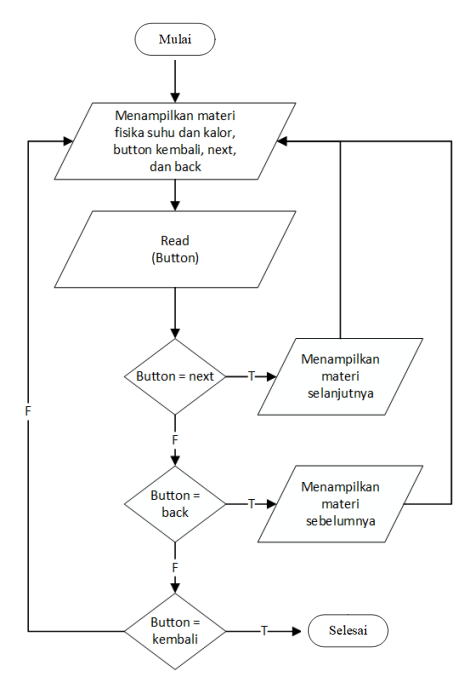 Mulai
Menampilkan materi
fisika suhu dan kalor,
button kembali, next,
dan back
Read
(Button)
Button = next
T
Menampilkan
materi
selanjutnya
F
F
Button =
back
T
Menampilkan
materi
sebelumnya
F
Button =
kembali
T
Selesai